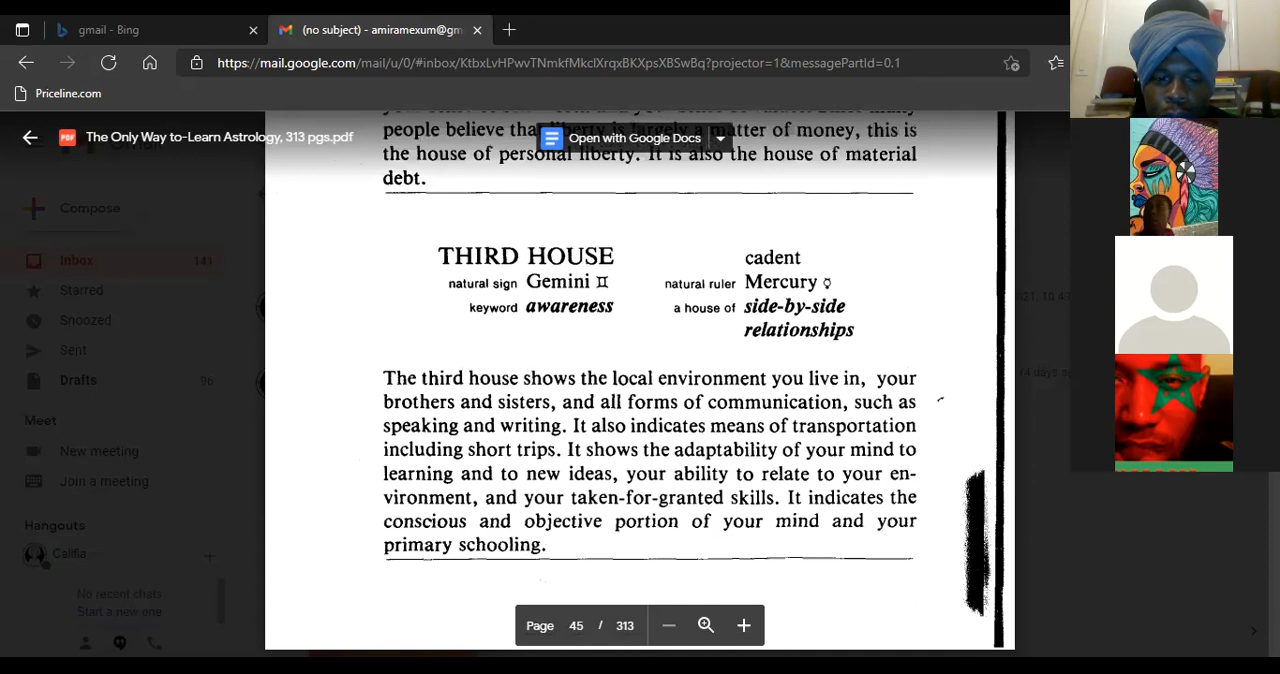 gmail - Bing
(no subject) - amiramexum@gm
https://mail.google.com/mail/u/0/#inbox/KtbxLvHPwvTNmkfMkclXrqxBKXpsXBSwBq?projector=1&messagePartId=0.1
Priceline.com
PDF
The Only Way to-Learn Astrology, 313 pgs.pdf
Open with Google Docs
people believe that liberty is largely a matter of money, this is
the house of personal liberty. It is also the house of material
debt.
Compose
Inbox 141
Starred
Snoozed
Sent
Drafts 96
Meet
New meeting
Join a meeting
Hangouts
Califia
No recent chats
Start a new one
THIRD HOUSE cadent
natural sign Gemini ♊ natural ruler Mercury ☿
keyword awareness a house of side-by-side
relationships
The third house shows the local environment you live in, your
brothers and sisters, and all forms of communication, such as
speaking and writing. It also indicates means of transportation
including short trips. It shows the adaptability of your mind to
learning and to new ideas, your ability to relate to your en-
vironment, and your taken-for-granted skills. It indicates the
conscious and objective portion of your mind and your
primary schooling.
Page 45 / 313